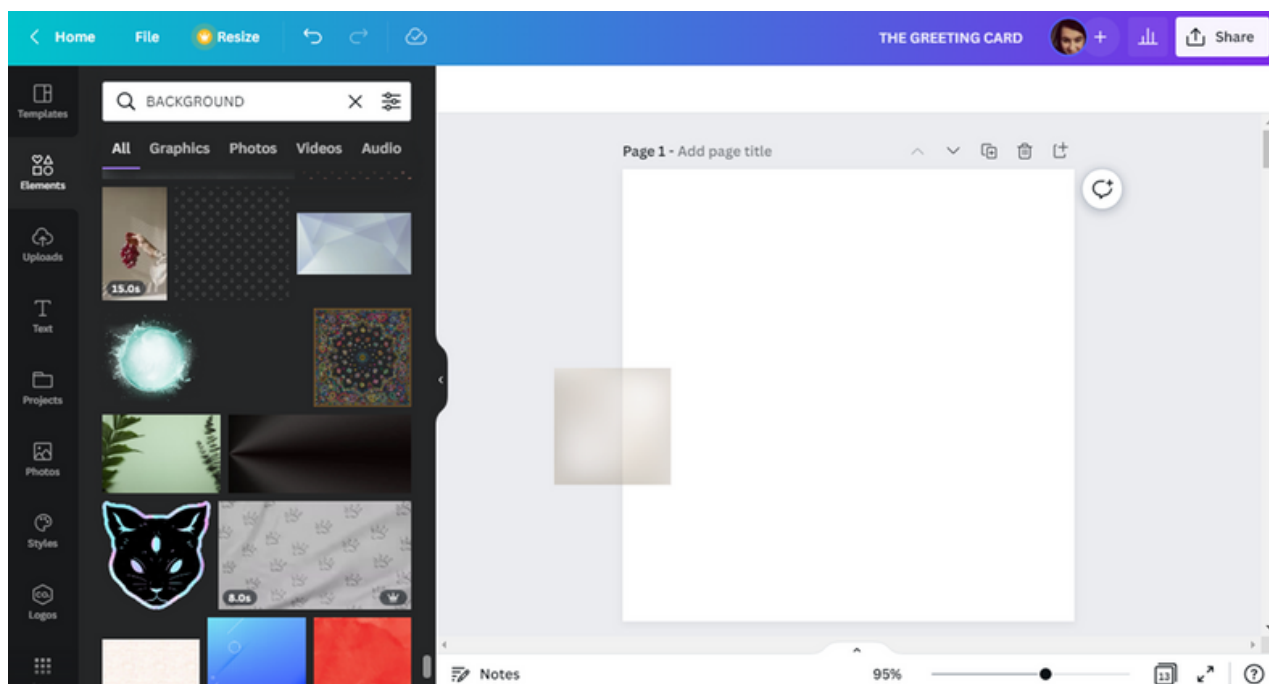 Home File Resize THE GREETING CARD + Share
Templates
Elements
Uploads
Text
Projects
Photos
Styles
CO.
Logos
BACKGROUND
All Graphics Photos Videos Audio
15.0s
8.0s
Page 1 - Add page title
Notes 95% 13 ?